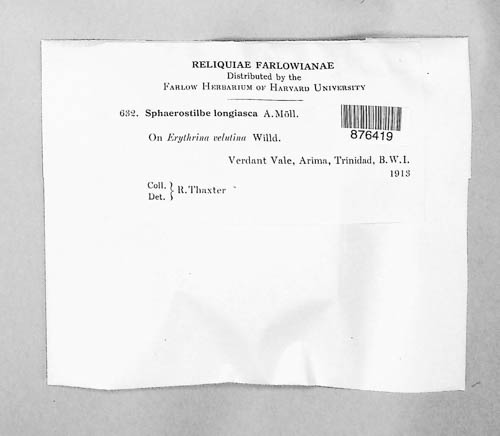 RELIQUIAE FARLOWIANAE
Distributed by the
FARLOW HERBARIUM OF HARVARD UNIVERSITY
632. Sphaerostilbe longiasca A.Möll.
876419
On Erythrina velutina Willd.
Verdant Vale, Arima, Trinidad, B.W.I.
1913
Coll. } R.Thaxter
Det.